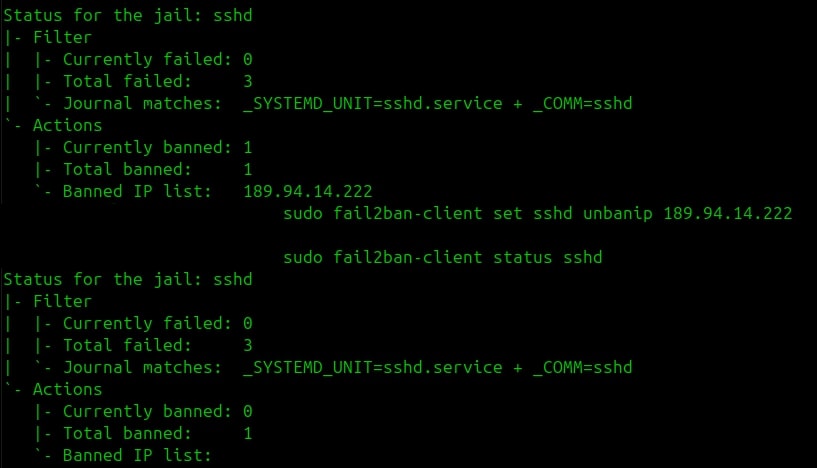 Status for the jail: sshd
|- Filter
|  |- Currently failed: 0
|  |- Total failed:     3
|  `- Journal matches:  _SYSTEMD_UNIT=sshd.service + _COMM=sshd
`- Actions
   |- Currently banned: 1
   |- Total banned:     1
   `- Banned IP list:   189.94.14.222
sudo fail2ban-client set sshd unbanip 189.94.14.222
sudo fail2ban-client status sshd
Status for the jail: sshd
|- Filter
|  |- Currently failed: 0
|  |- Total failed:     3
|  `- Journal matches:  _SYSTEMD_UNIT=sshd.service + _COMM=sshd
`- Actions
   |- Currently banned: 0
   |- Total banned:     1
   `- Banned IP list: